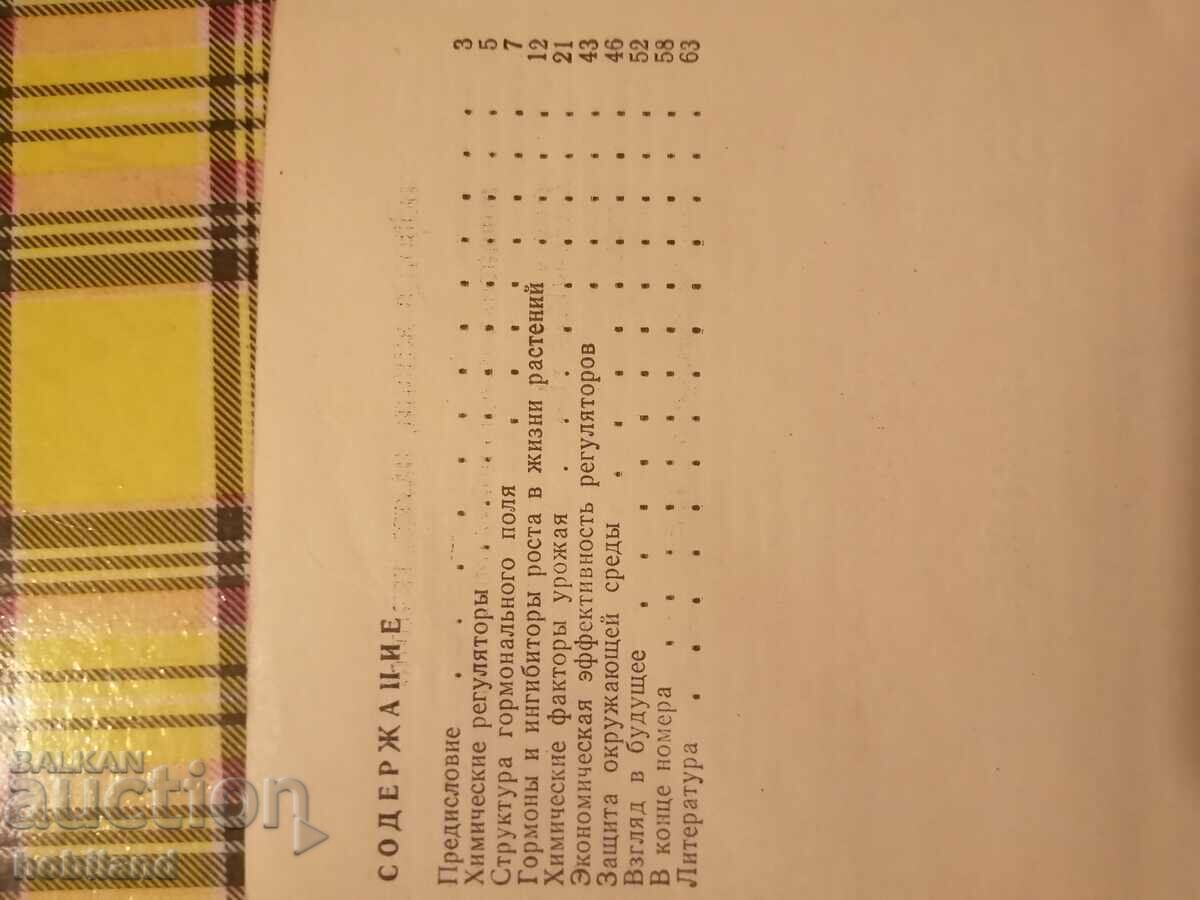 СОДЕРЖАНИЕ
Предисловие . . . . . . . . . . . . . . 3
Химические регуляторы . . . . . . . . . . 5
Структура гормонального поля . . . . . . . . 7
Гормоны и ингибиторы роста в жизни растений . . . . 12
Химические факторы урожая . . . . . . . . . 21
Экономическая эффективность регуляторов . . . . . 43
Защита окружающей среды . . . . . . . . . 46
Взгляд в будущее . . . . . . . . . . . . 52
В конце номера . . . . . . . . . . . . . 58
Литература . . . . . . . . . . . . . . 63
BALKAN
auction
hobiland